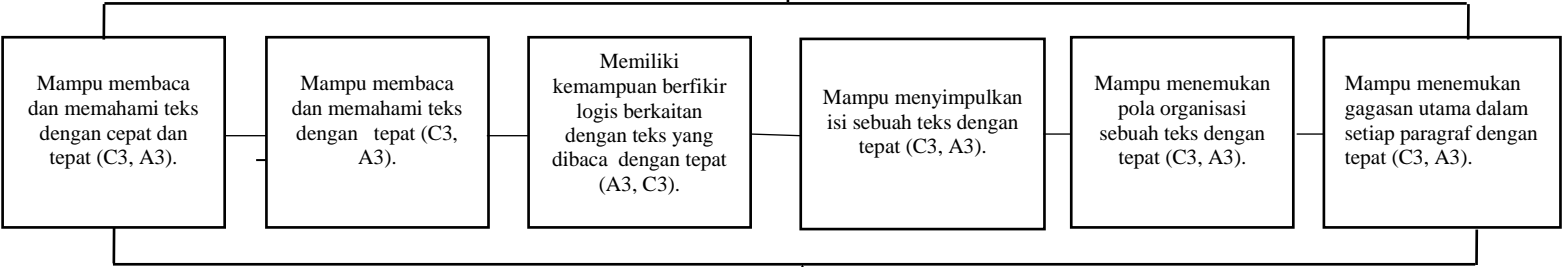 Mampu membaca
dan memahami teks
dengan cepat dan
tepat (C3, A3).
Mampu membaca
dan memahami teks
dengan tepat (C3,
A3).
Memiliki
kemampuan berfikir
logis berkaitan
dengan teks yang
dibaca dengan tepat
(A3, C3).
Mampu menyimpulkan
isi sebuah teks dengan
tepat (C3, A3).
Mampu menemukan
pola organisasi
sebuah teks dengan
tepat (C3, A3).
Mampu menemukan
gagasan utama dalam
setiap paragraf dengan
tepat (C3, A3).